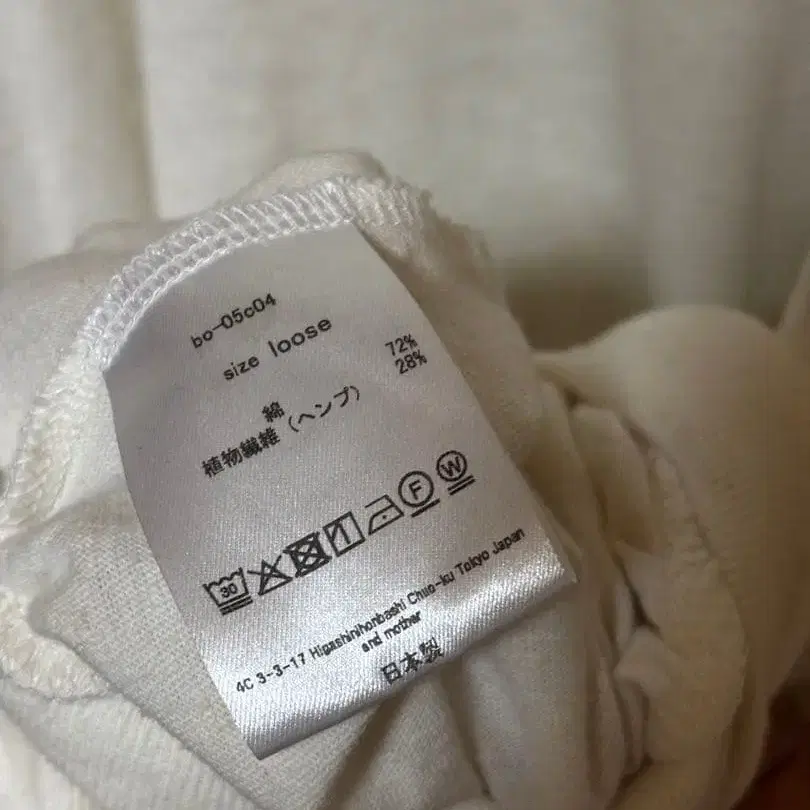 bo-05c04
size loose
綿 72%
植物繊維（ヘンプ） 28%
30 F W
4C 3-3-17 Higashinihonbashi Chuo-ku Tokyo Japan
and mother
日本製